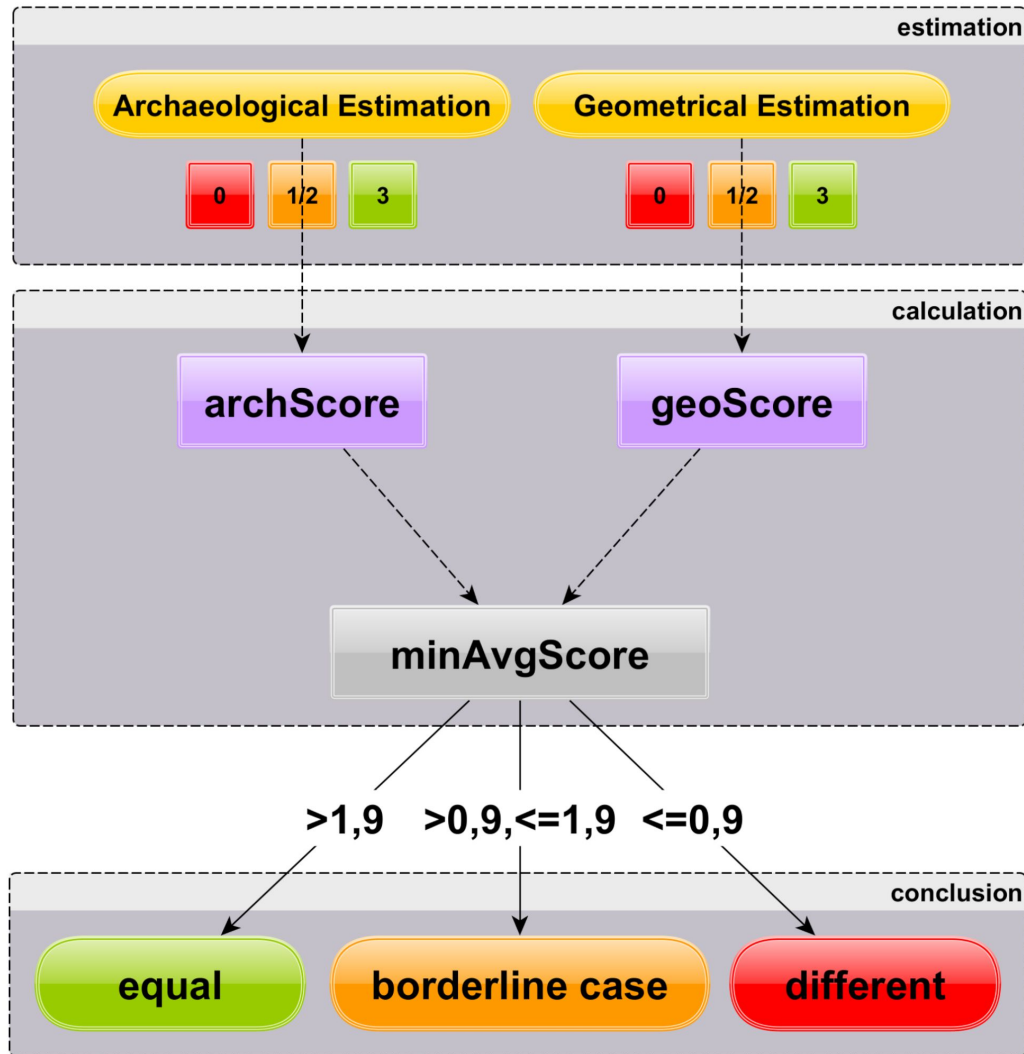 estimation
Archaeological Estimation
Geometrical Estimation
0
1/2
3
0
1/2
3
calculation
archScore
geoScore
minAvgScore
>1,9
>0,9,<=1,9
<=0,9
conclusion
equal
borderline case
different